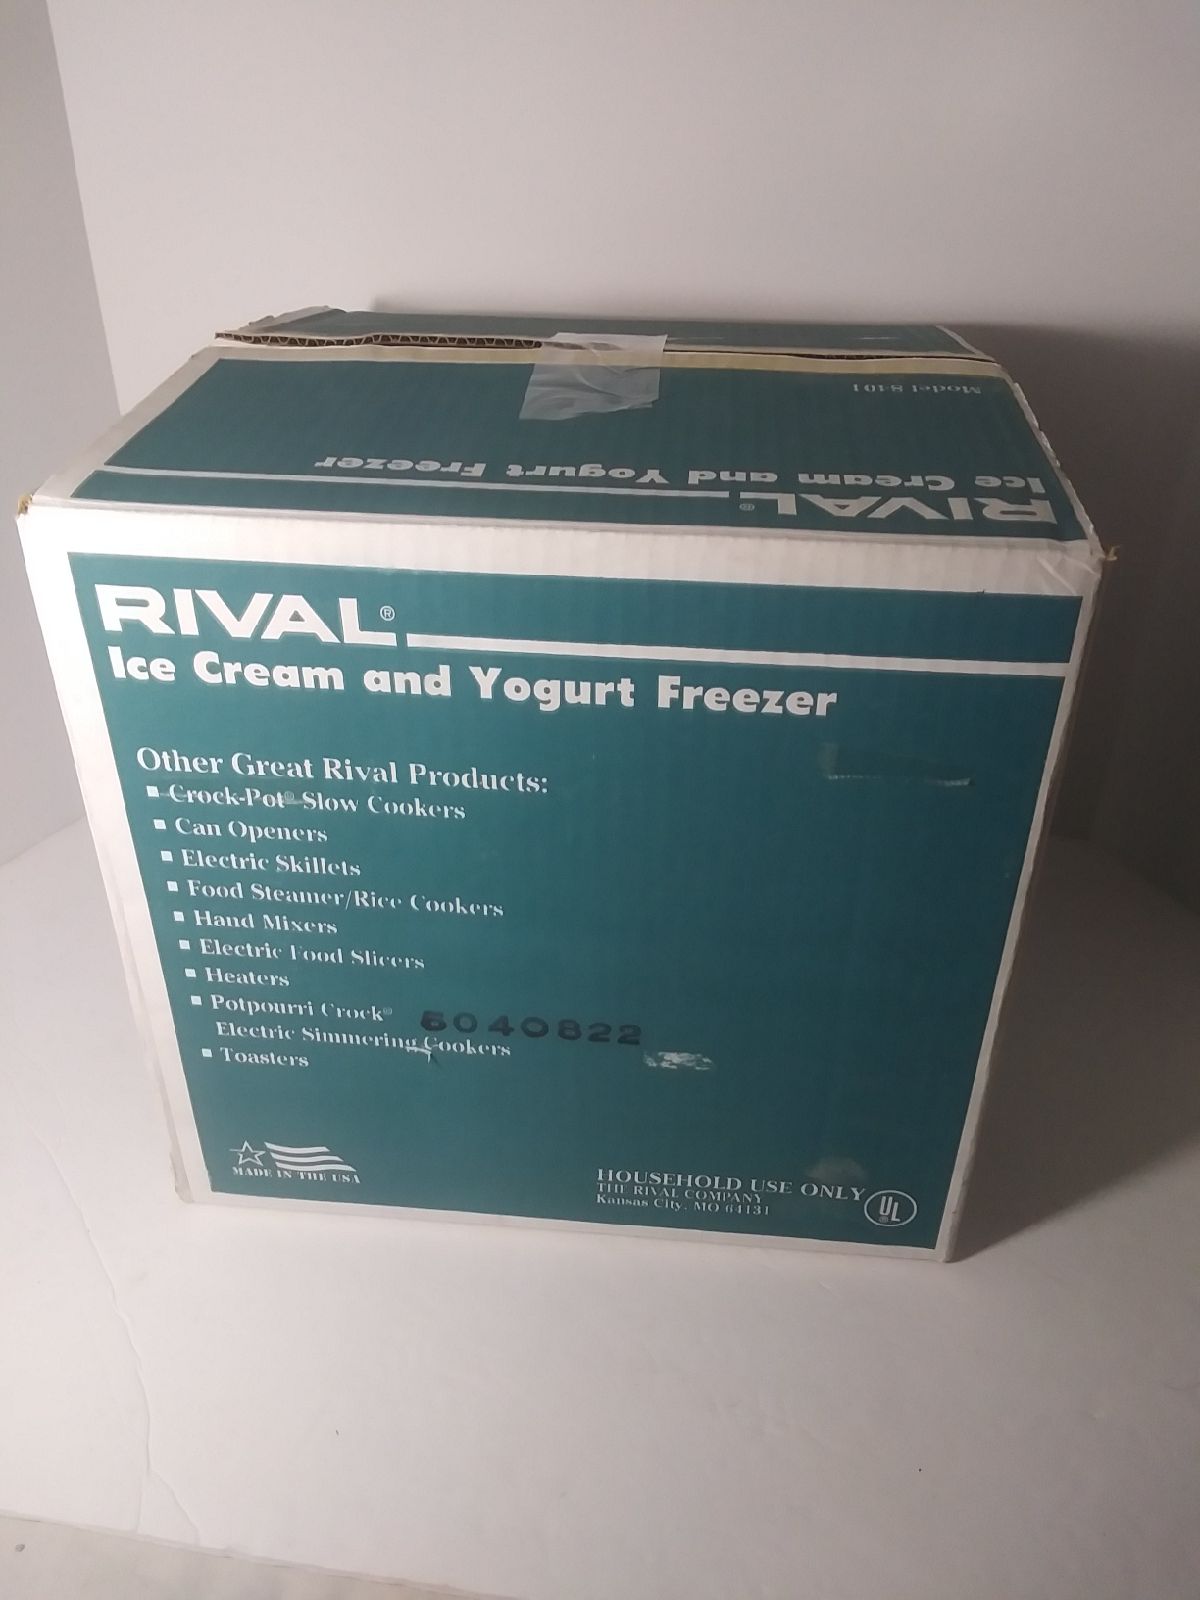 Model 8401
Ice Cream and Yogurt Freezer
RIVAL®
RIVAL®
Ice Cream and Yogurt Freezer
Other Great Rival Products:
▪ Crock-Pot® Slow Cookers
▪ Can Openers
▪ Electric Skillets
▪ Food Steamer/Rice Cookers
▪ Hand Mixers
▪ Electric Food Slicers
▪ Heaters
▪ Potpourri Crock®
Electric Simmering Cookers
▪ Toasters
6040822
MADE IN THE USA
HOUSEHOLD USE ONLY
THE RIVAL COMPANY
Kansas City, MO 64131
UL®